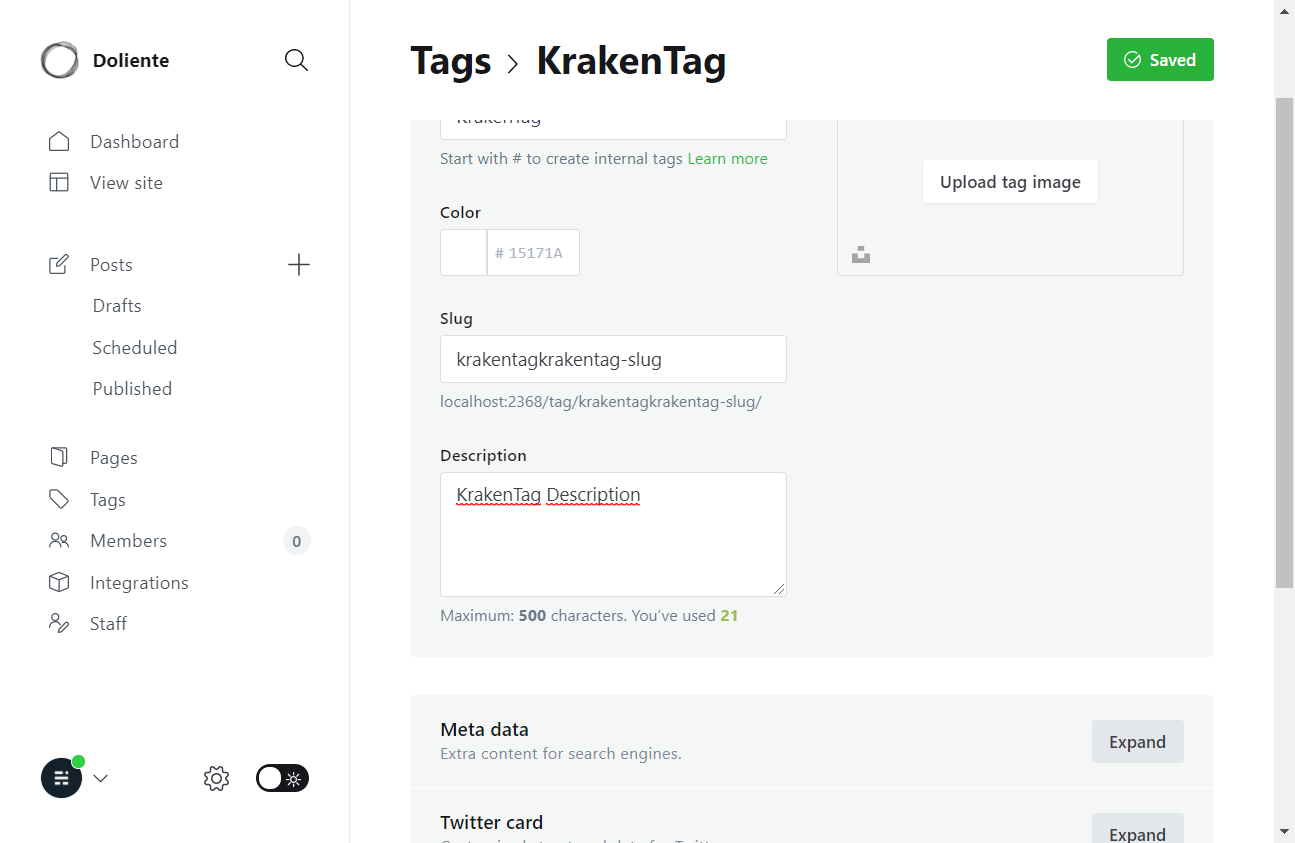 Doliente
Dashboard
View site
Posts
Drafts
Scheduled
Published
Pages
Tags
Members
0
Integrations
Staff
Tags > KrakenTag
Saved
KrakenTag
Start with # to create internal tags Learn more
Upload tag image
Color
# 15171A
Slug
krakentagkrakentag-slug
localhost:2368/tag/krakentagkrakentag-slug/
Description
KrakenTag Description
Maximum: 500 characters. You’ve used 21
Meta data
Extra content for search engines.
Expand
Twitter card
Expand